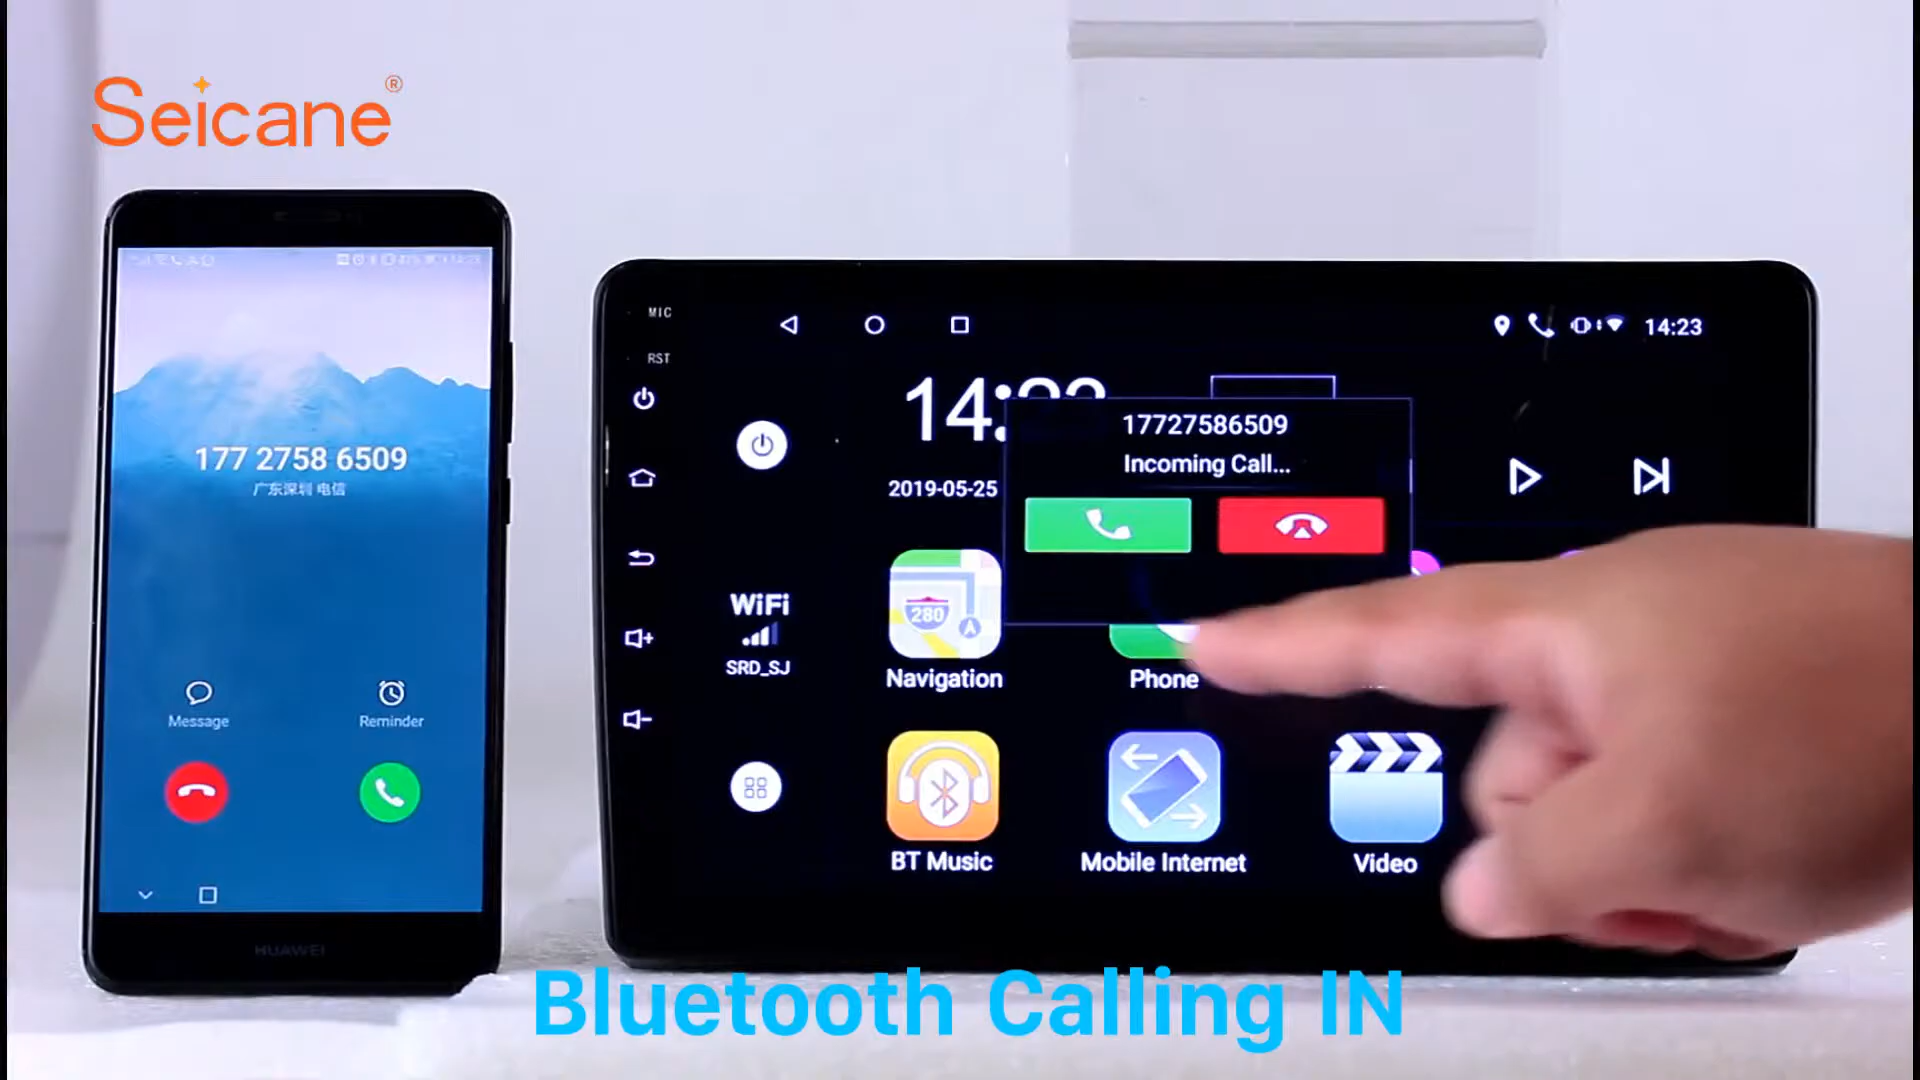 Seicane®
177 2758 6509
广东深圳 电信
Message
Reminder
HUAWEI
MIC
RST
14:23
2019-05-25
17727586509
Incoming Call...
WiFi
SRD_SJ
280
A
Navigation
Phone
BT Music
Mobile Internet
Video
Bluetooth Calling IN